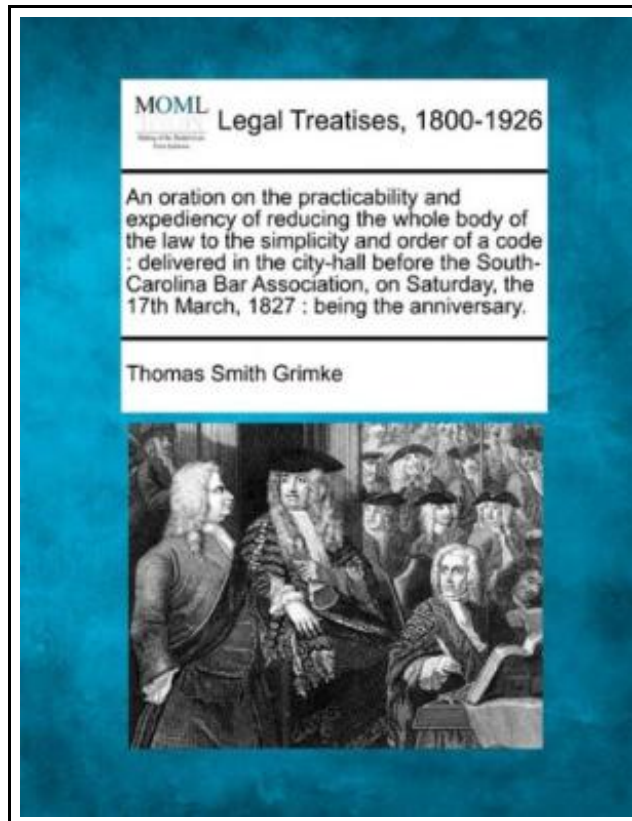 MOML
Legal Treatises, 1800-1926
An oration on the practicability and
expediency of reducing the whole body of
the law to the simplicity and order of a code
: delivered in the city-hall before the South-
Carolina Bar Association, on Saturday, the
17th March, 1827 : being the anniversary.
Thomas Smith Grimke